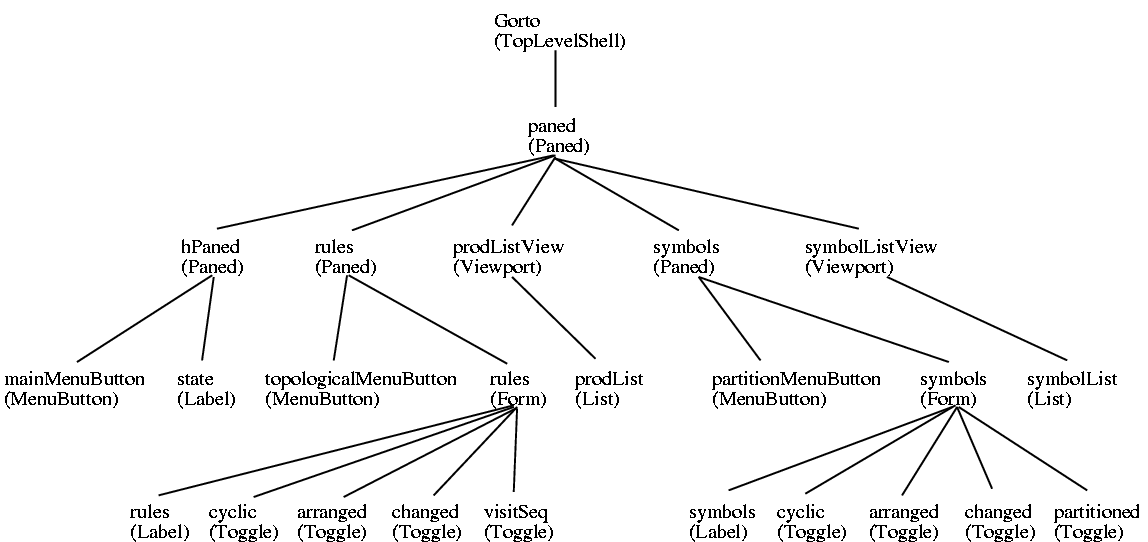 Gorto
(TopLevelShell)
paned
(Paned)
hPaned
(Paned)
rules
(Paned)
prodListView
(Viewport)
symbols
(Paned)
symbolListView
(Viewport)
mainMenuButton
(MenuButton)
state
(Label)
topologicalMenuButton
(MenuButton)
rules
(Form)
prodList
(List)
partitionMenuButton
(MenuButton)
symbols
(Form)
symbolList
(List)
rules
(Label)
cyclic
(Toggle)
arranged
(Toggle)
changed
(Toggle)
visitSeq
(Toggle)
symbols
(Label)
cyclic
(Toggle)
arranged
(Toggle)
changed
(Toggle)
partitioned
(Toggle)